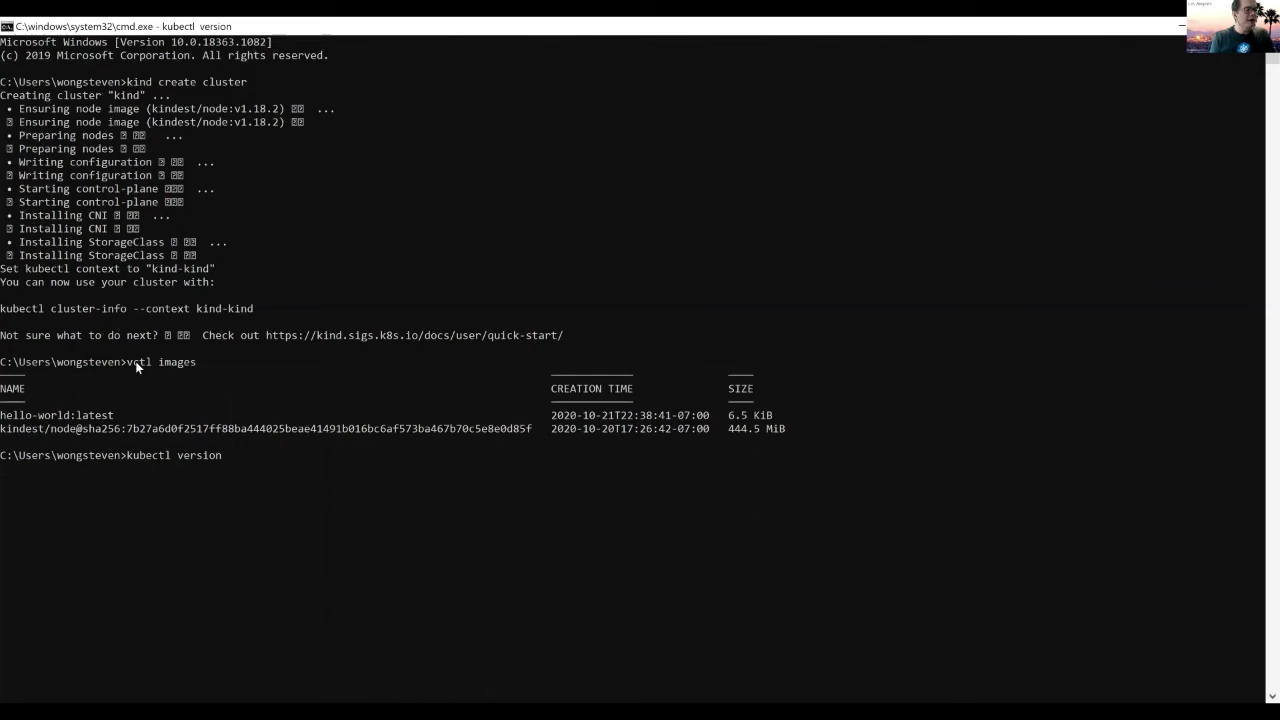 Los Angeles
C:\windows\system32\cmd.exe - kubectl version
Microsoft Windows [Version 10.0.18363.1082]
(c) 2019 Microsoft Corporation. All rights reserved.
C:\Users\wongsteven>kind create cluster
Creating cluster "kind" ...
• Ensuring node image (kindest/node:v1.18.2) ...
Ensuring node image (kindest/node:v1.18.2)
• Preparing nodes ...
Preparing nodes
• Writing configuration ...
Writing configuration
• Starting control-plane ...
Starting control-plane
• Installing CNI ...
Installing CNI
• Installing StorageClass ...
Installing StorageClass
Set kubectl context to "kind-kind"
You can now use your cluster with:
kubectl cluster-info --context kind-kind
Not sure what to do next? Check out https://kind.sigs.k8s.io/docs/user/quick-start/
C:\Users\wongsteven>vctl images
NAME CREATION TIME SIZE
hello-world:latest 2020-10-21T22:38:41-07:00 6.5 KiB
kindest/node@sha256:7b27a6d0f2517ff88ba444025beae41491b016bc6af573ba467b70c5e8e0d85f 2020-10-20T17:26:42-07:00 444.5 MiB
C:\Users\wongsteven>kubectl version